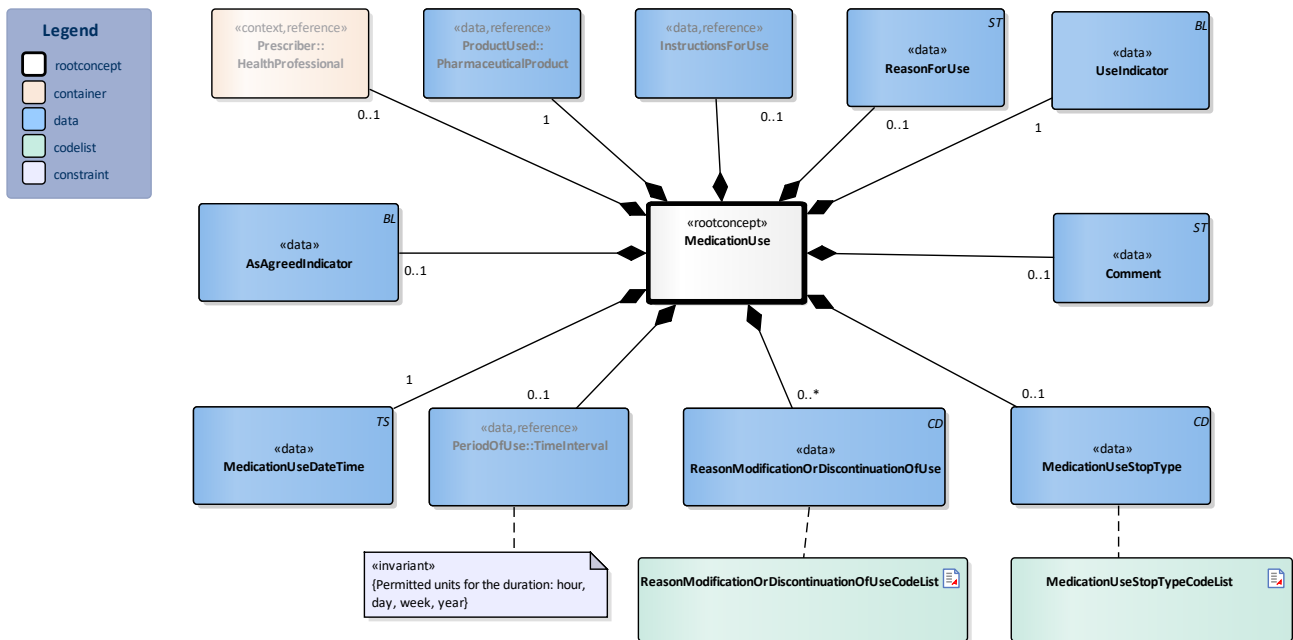 Legend
rootconcept
container
data
codelist
constraint
«context,reference»
Prescriber::
HealthProfessional
0..1
«data,reference»
ProductUsed::
PharmaceuticalProduct
1
«data,reference»
InstructionsForUse
0..1
ST
«data»
ReasonForUse
0..1
BL
«data»
UseIndicator
1
BL
«data»
AsAgreedIndicator
0..1
«rootconcept»
MedicationUse
ST
«data»
Comment
0..1
1
TS
«data»
MedicationUseDateTime
0..1
«data,reference»
PeriodOfUse::TimeInterval
0..*
CD
«data»
ReasonModificationOrDiscontinuationOfUse
0..1
CD
«data»
MedicationUseStopType
«invariant»
{Permitted units for the duration: hour,
day, week, year}
ReasonModificationOrDiscontinuationOfUseCodeList
MedicationUseStopTypeCodeList